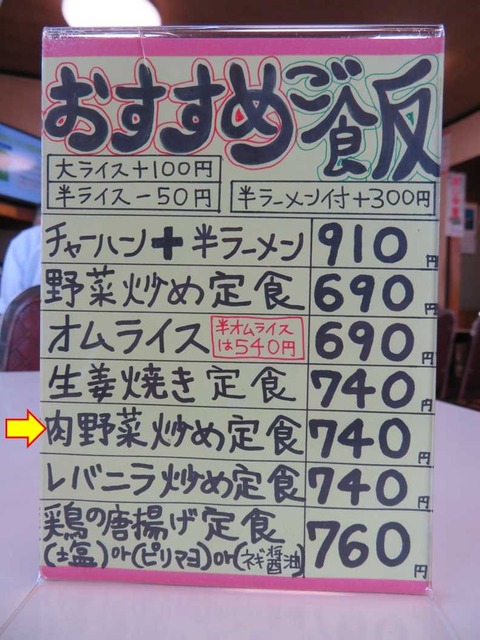 おすすめご飯
大ライス＋100円
半ライス－50円
半ラーメン付＋300円
チャーハン＋半ラーメン 910円
野菜炒め定食 690円
オムライス 半オムライスは540円 690円
生姜焼き定食 740円
肉野菜炒め定食 740円
レバニラ炒め定食 740円
鶏の唐揚げ定食 760円
(塩)or(ピリマヨ)or(ネギ醤油)